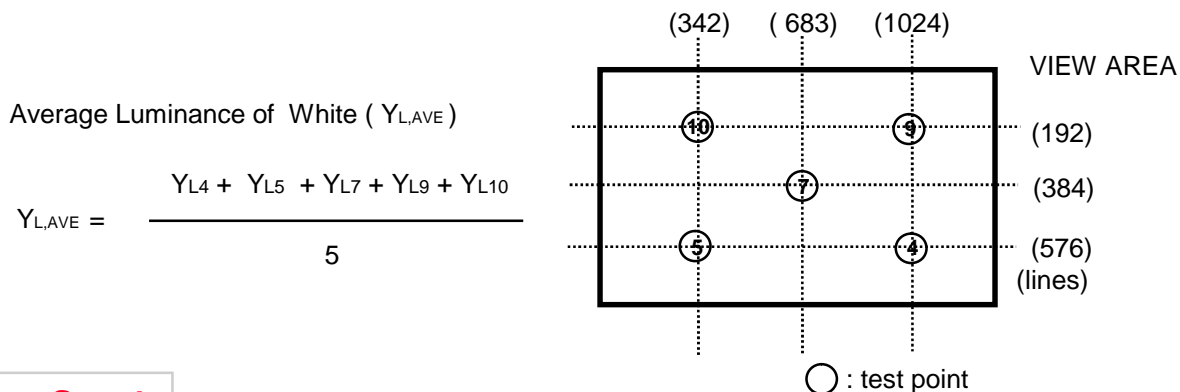 (342) ( 683) (1024)
VIEW AREA
Average Luminance of White ( YL,AVE )
10 9 (192)
YL4 + YL5 + YL7 + YL9 + YL10
7 (384)
YL,AVE =
5
5 4 (576)
(lines)
: test point